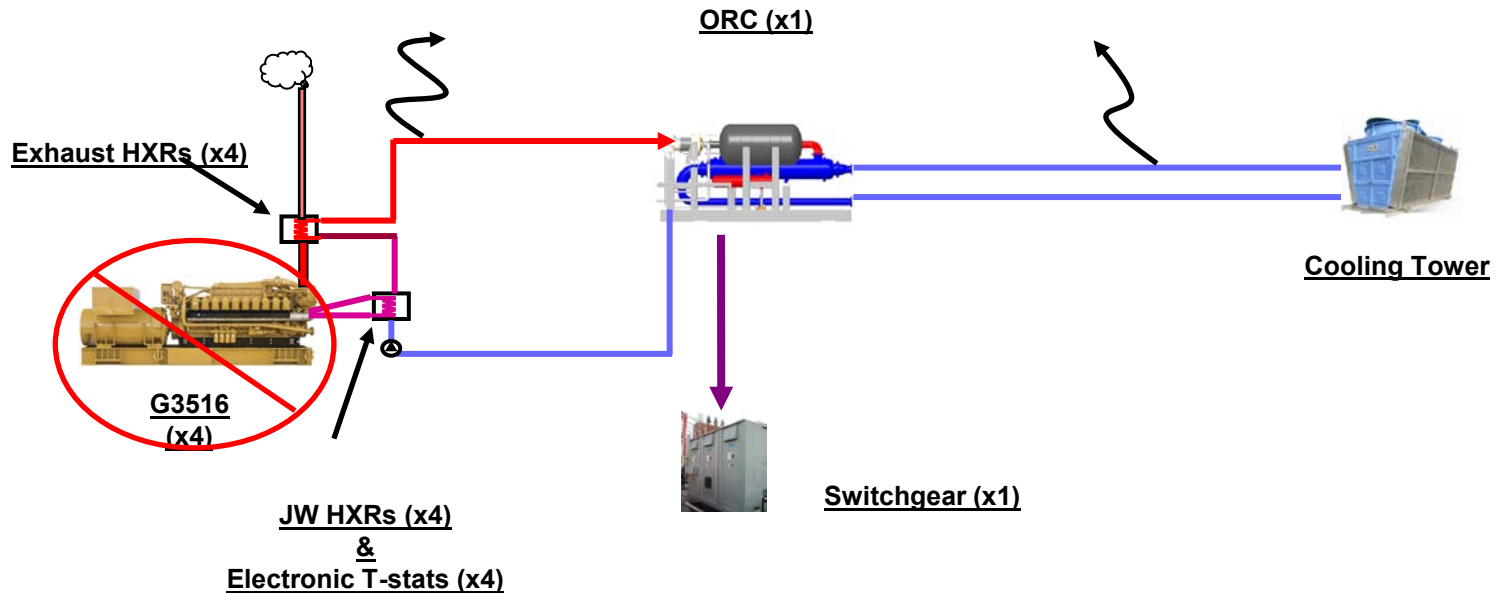 ORC (x1)
Exhaust HXRs (x4)
Cooling Tower
G3516
(x4)
Switchgear (x1)
JW HXRs (x4)
&
Electronic T-stats (x4)